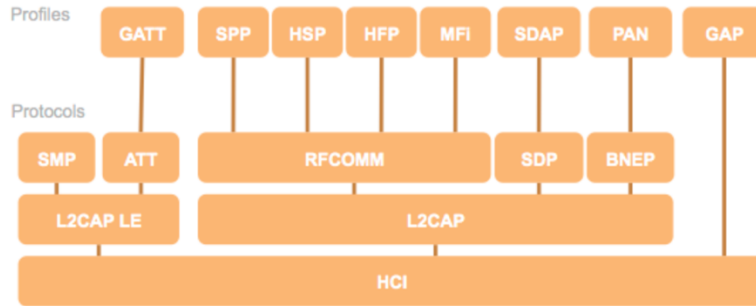 Profiles
GATT SPP HSP HFP MFi SDAP PAN GAP
Protocols
SMP ATT RFCOMM SDP BNEP
L2CAP LE L2CAP
HCI